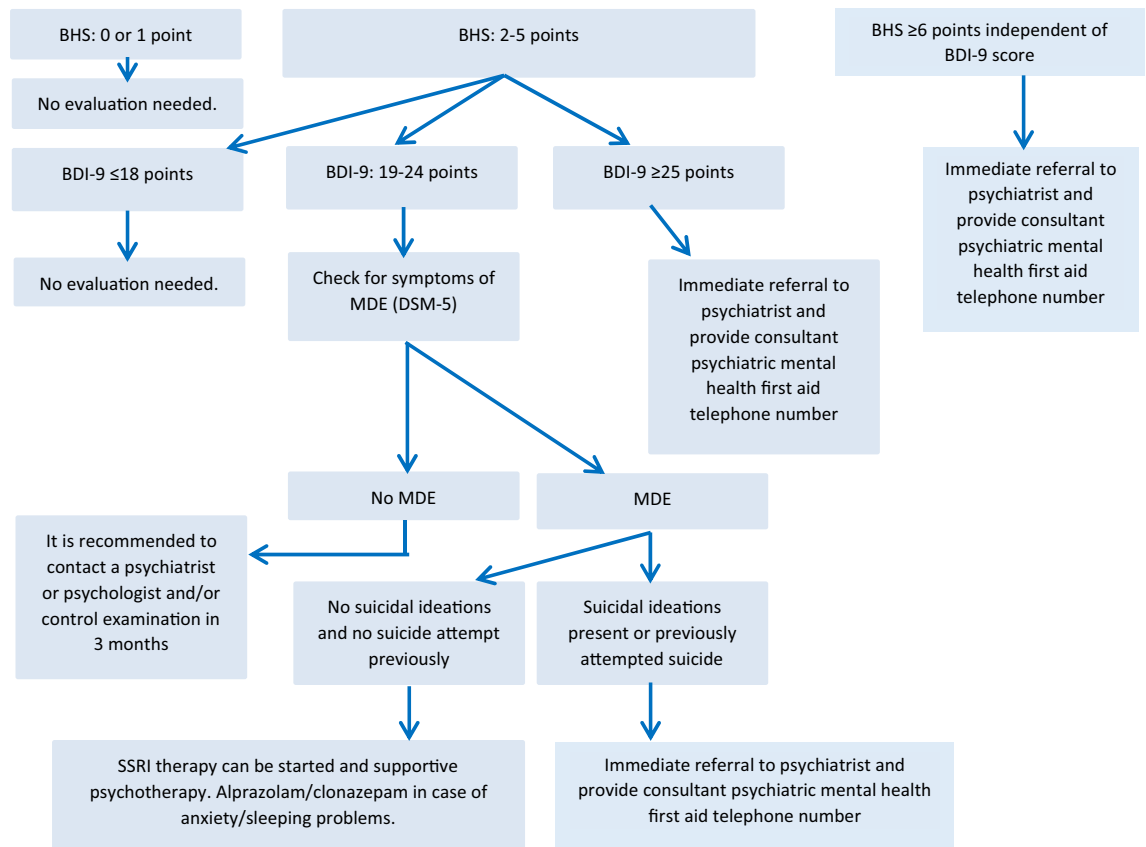 BHS: 0 or 1 point
BHS: 2-5 points
BHS ≥6 points independent of
BDI-9 score
No evaluation needed.
BDI-9 ≤18 points
BDI-9: 19-24 points
BDI-9 ≥25 points
Immediate referral to
psychiatrist and
provide consultant
psychiatric mental
health first aid
telephone number
No evaluation needed.
Check for symptoms of
MDE (DSM-5)
Immediate referral to
psychiatrist and
provide consultant
psychiatric mental
health first aid
telephone number
No MDE
MDE
It is recommended to
contact a psychiatrist
or psychologist and/or
control examination in
3 months
No suicidal ideations
and no suicide attempt
previously
Suicidal ideations
present or previously
attempted suicide
SSRI therapy can be started and supportive
psychotherapy. Alprazolam/clonazepam in case of
anxiety/sleeping problems.
Immediate referral to psychiatrist and
provide consultant psychiatric mental health
first aid telephone number